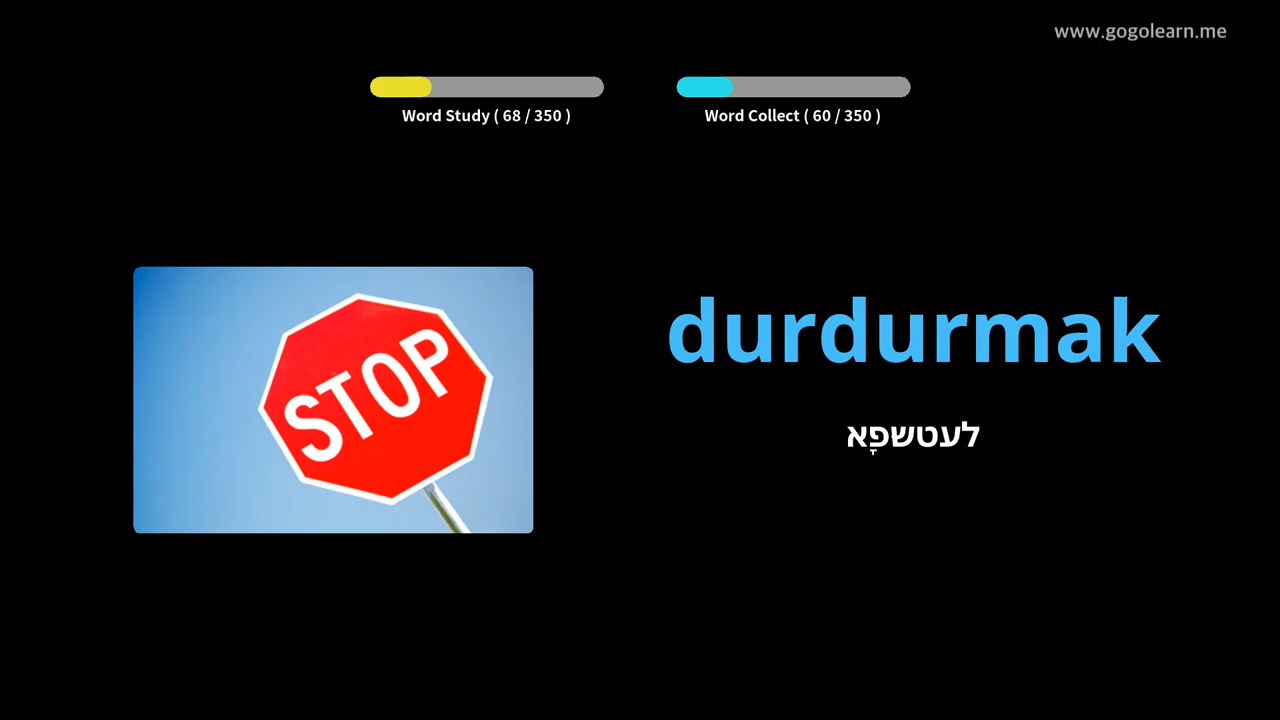 www.gogolearn.me
Word Study ( 68 / 350 )
Word Collect ( 60 / 350 )
STOP
durdurmak
לעטשפָא